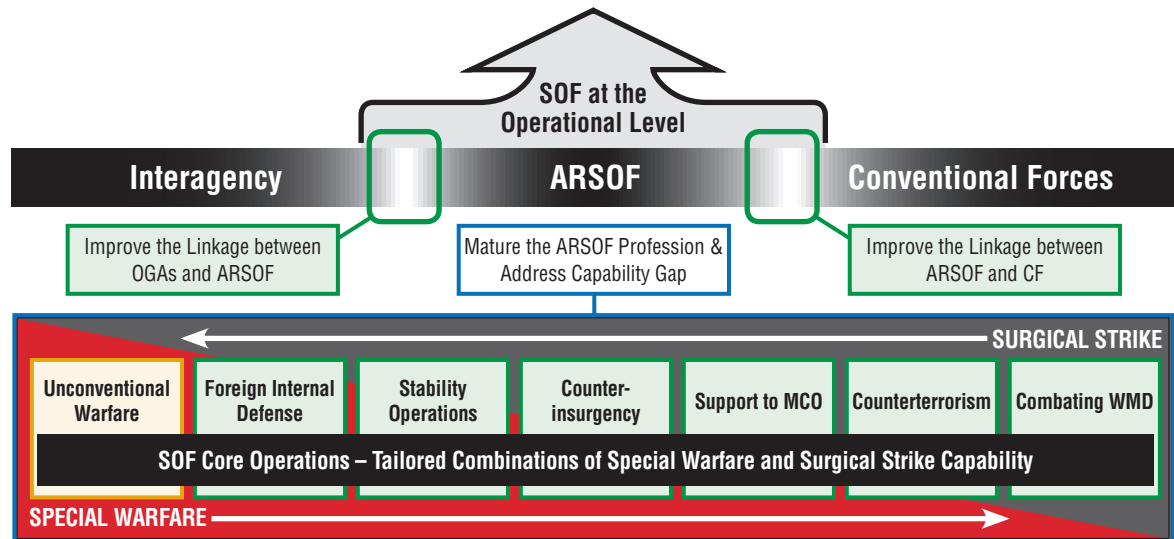 SOF at the
Operational Level
Interagency
ARSOF
Conventional Forces
Improve the Linkage between
OGAs and ARSOF
Mature the ARSOF Profession &
Address Capability Gap
Improve the Linkage between
ARSOF and CF
SURGICAL STRIKE
Unconventional
Warfare
Foreign Internal
Defense
Stability
Operations
Counter-
insurgency
Support to MCO
Counterterrorism
Combating WMD
SOF Core Operations – Tailored Combinations of Special Warfare and Surgical Strike Capability
SPECIAL WARFARE